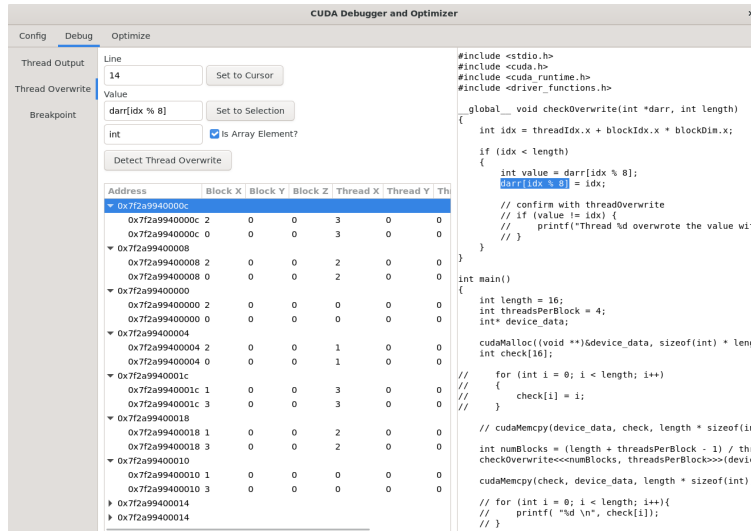 CUDA Debugger and Optimizer
Config Debug Optimize
Thread Output
Thread Overwrite
Breakpoint
Line
14 Set to Cursor
Value
darr[idx % 8] Set to Selection
int Is Array Element?
Detect Thread Overwrite
Address Block X Block Y Block Z Thread X Thread Y Th
0x7f2a9940000c
0x7f2a9940000c 2 0 0 3 0 0
0x7f2a9940000c 0 0 0 3 0 0
0x7f2a99400008
0x7f2a99400008 2 0 0 2 0 0
0x7f2a99400008 0 0 0 2 0 0
0x7f2a99400000
0x7f2a99400000 2 0 0 0 0 0
0x7f2a99400000 0 0 0 0 0 0
0x7f2a99400004
0x7f2a99400004 2 0 0 1 0 0
0x7f2a99400004 0 0 0 1 0 0
0x7f2a9940001c
0x7f2a9940001c 1 0 0 3 0 0
0x7f2a9940001c 3 0 0 3 0 0
0x7f2a99400018
0x7f2a99400018 1 0 0 2 0 0
0x7f2a99400018 3 0 0 2 0 0
0x7f2a99400010
0x7f2a99400010 1 0 0 0 0 0
0x7f2a99400010 3 0 0 0 0 0
0x7f2a99400014
0x7f2a99400014
#include <stdio.h>
#include <cuda.h>
#include <cuda_runtime.h>
#include <driver_functions.h>
__global__ void checkOverwrite(int *darr, int length)
{
int idx = threadIdx.x + blockIdx.x * blockDim.x;
if (idx < length)
{
int value = darr[idx % 8];
darr[idx % 8] = idx;
// confirm with threadOverwrite
// if (value != idx) {
// printf("Thread %d overwrote the value wi
// }
}
}
int main()
{
int length = 16;
int threadsPerBlock = 4;
int* device_data;
cudaMalloc((void **)&device_data, sizeof(int) * len
int check[16];
// for (int i = 0; i < length; i++)
// {
// check[i] = i;
// }
// cudaMemcpy(device_data, check, length * sizeof(i
int numBlocks = (length + threadsPerBlock - 1) / th
checkOverwrite<<<numBlocks, threadsPerBlock>>>(devi
cudaMemcpy(check, device_data, length * sizeof(int)
// for (int i = 0; i < length; i++){
// printf( "%d \n", check[i]);
// }